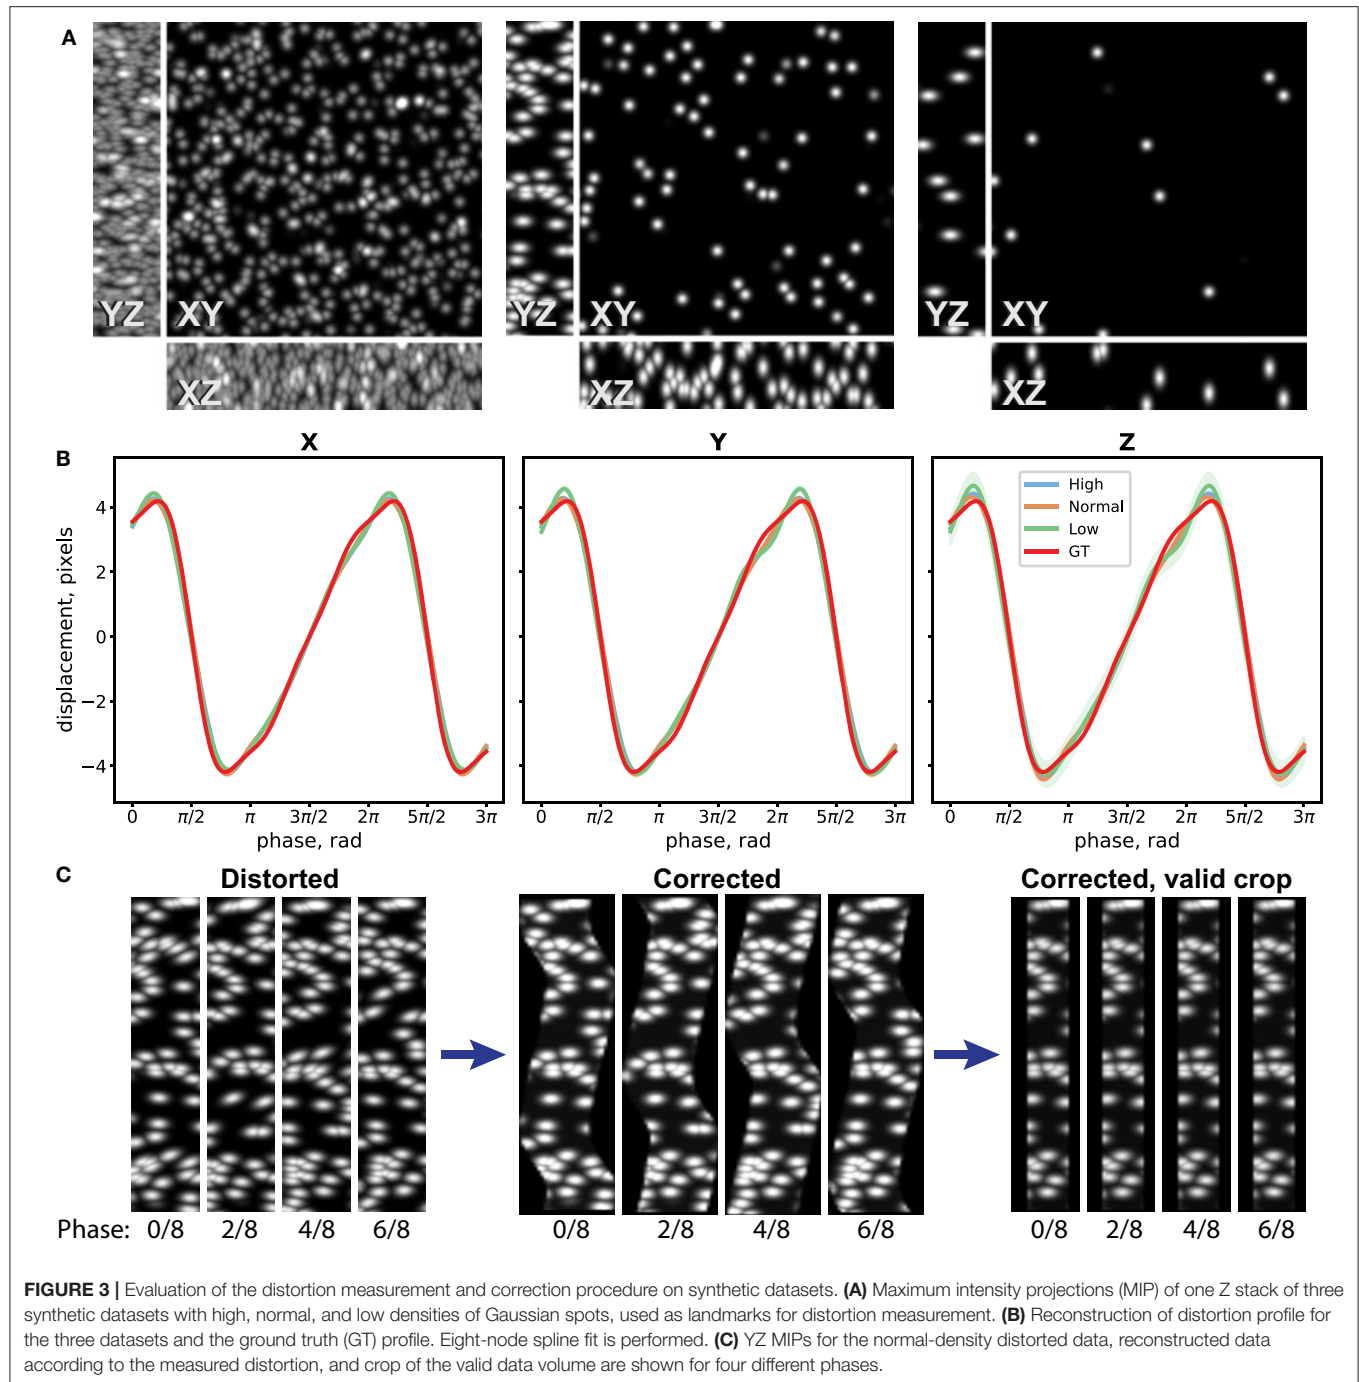 A
YZ XY
XZ
YZ XY
XZ
YZ XY
XZ
B
X Y Z
displacement, pixels
4
2
0
−2
−4
High
Normal
Low
GT
0 π/2 π 3π/2 2π 5π/2 3π
0 π/2 π 3π/2 2π 5π/2 3π
0 π/2 π 3π/2 2π 5π/2 3π
phase, rad phase, rad phase, rad
C
Distorted Corrected Corrected, valid crop
Phase: 0/8 2/8 4/8 6/8 0/8 2/8 4/8 6/8 0/8 2/8 4/8 6/8
FIGURE 3 | Evaluation of the distortion measurement and correction procedure on synthetic datasets. (A) Maximum intensity projections (MIP) of one Z stack of three
synthetic datasets with high, normal, and low densities of Gaussian spots, used as landmarks for distortion measurement. (B) Reconstruction of distortion profile for
the three datasets and the ground truth (GT) profile. Eight-node spline fit is performed. (C) YZ MIPs for the normal-density distorted data, reconstructed data
according to the measured distortion, and crop of the valid data volume are shown for four different phases.